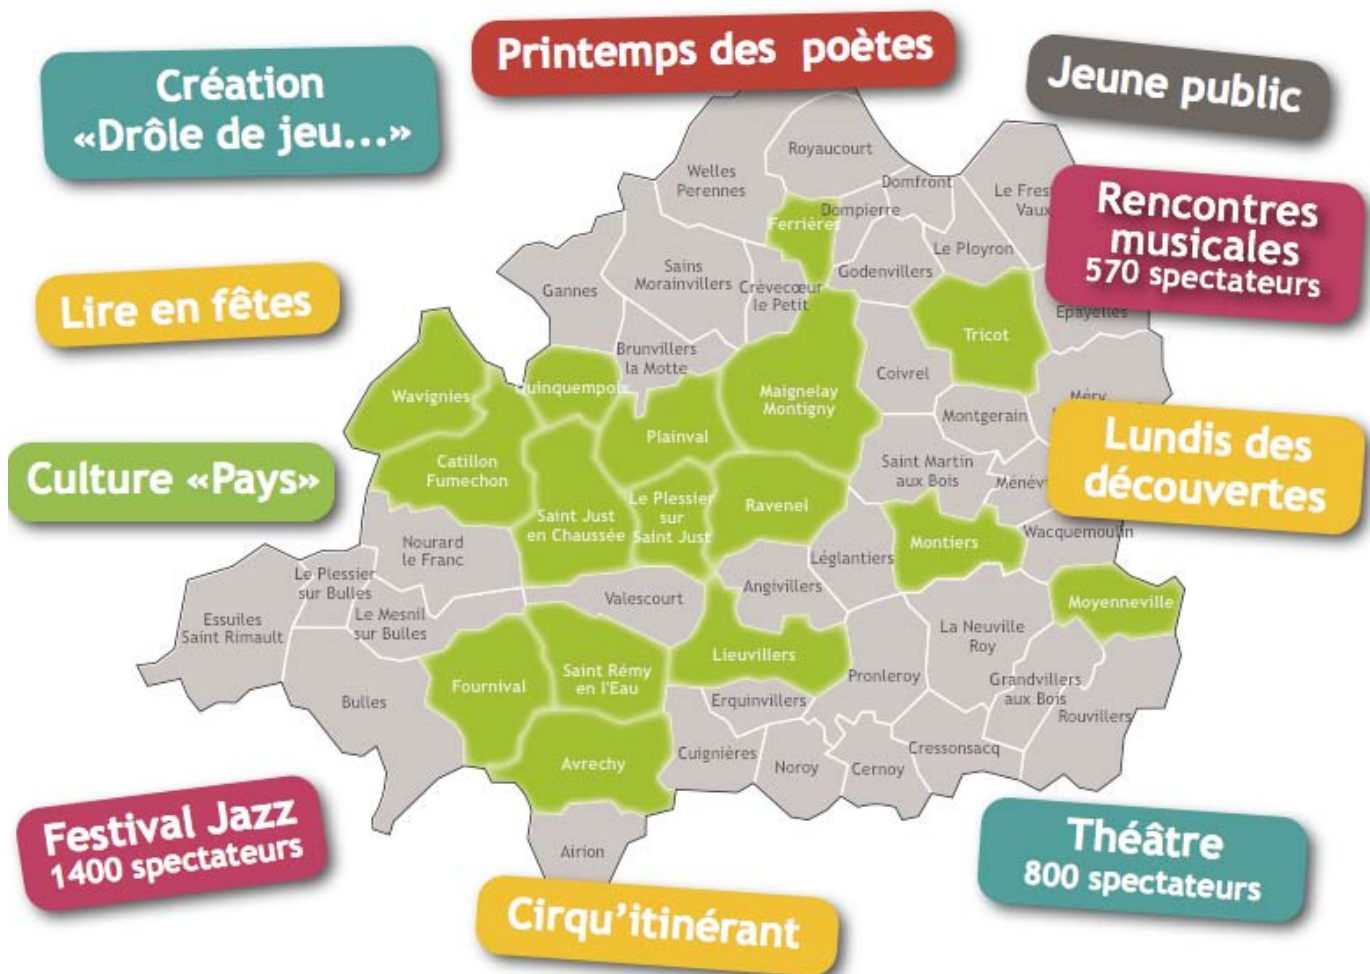 Printemps des poètes
Création
«Drôle de jeu...»
Jeune public
Rencontres
musicales
570 spectateurs
Lire en fêtes
Culture «Pays»
Lundis des
découvertes
Festival Jazz
1400 spectateurs
Cirqu'itinérant
Théâtre
800 spectateurs
Royaucourt
Welles
Perennes
Domfront
Le
Vaux
Ferrières
Dompierre
Le Ployron
Sains
Morainvillers
Godenvillers
Gannes
Crèvecœur
le Petit
Epayelles
Tricot
Brunvillers
la Motte
Coivrel
Wavignies
Quinquempoix
Maignelay
Montigny
Méry
Montgerain
Plainval
Catillon
Fumechon
Saint Martin
aux Bois
Le Plessier
sur
Saint Just
Ravenel
Saint Just
en Chaussée
Montiers
Wacquemoulin
Nourard
le Franc
Léglantiers
Le Plessier
sur Bulles
Angivillers
Valescourt
Moyenneville
Essuiles
Saint Rimault
Le Mesnil
sur Bulles
La Neuville
Roy
Lieuvillers
Saint Rémy
en l'Eau
Fournival
Pronleroy
Grandvillers
aux Bois
Bulles
Erquinvillers
Rouvillers
Cuignières
Cressonsacq
Avrechy
Noroy
Cernoy
Airion